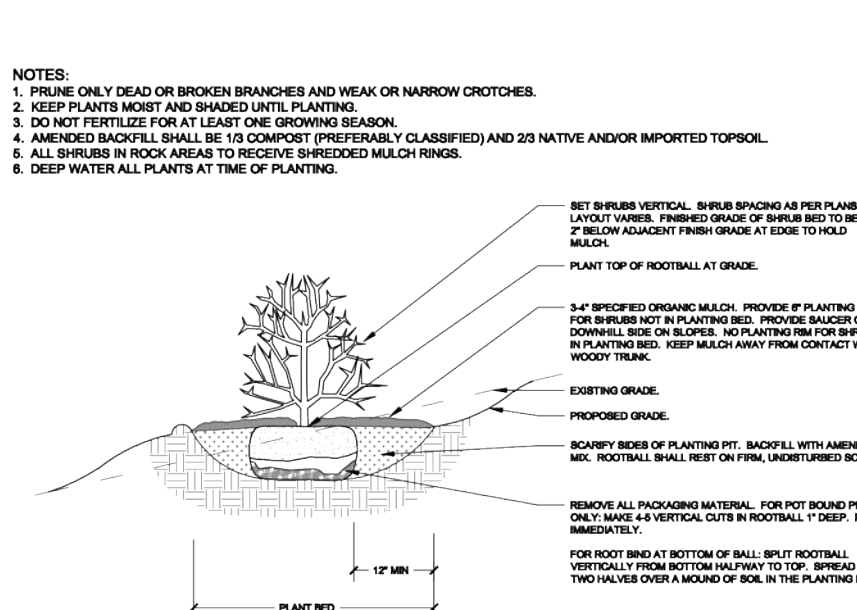 NOTES:
1. PRUNE ONLY DEAD OR BROKEN BRANCHES AND WEAK OR NARROW CROTCHES.
2. KEEP PLANTS MOIST AND SHADED UNTIL PLANTING.
3. DO NOT FERTILIZE FOR AT LEAST ONE GROWING SEASON.
4. AMENDED BACKFILL SHALL BE 1/3 COMPOST (PREFERABLY CLASSIFIED) AND 2/3 NATIVE AND/OR IMPORTED TOPSOIL.
5. ALL SHRUBS IN ROCK AREAS TO RECEIVE SHREDDED MULCH RINGS.
6. DEEP WATER ALL PLANTS AT TIME OF PLANTING.
SET SHRUBS VERTICAL. SHRUB SPACING AS PER PLANS
LAYOUT VARIES. FINISHED GRADE OF SHRUB BED TO BE
2" BELOW ADJACENT FINISH GRADE AT EDGE TO HOLD
MULCH.
PLANT TOP OF ROOTBALL AT GRADE.
3-4" SPECIFIED ORGANIC MULCH. PROVIDE 6" PLANTING
FOR SHRUBS NOT IN PLANTING BED. PROVIDE SAUCER
DOWNHILL SIDE ON SLOPES. NO PLANTING RIM FOR
IN PLANTING BED. KEEP MULCH AWAY FROM CONTACT
WOODY TRUNK.
EXISTING GRADE.
PROPOSED GRADE.
SCARIFY SIDES OF PLANTING PIT. BACKFILL WITH
MIX. ROOTBALL SHALL REST ON FIRM, UNDISTURBED
REMOVE ALL PACKAGING MATERIAL. FOR POT BOUND
ONLY: MAKE 4-5 VERTICAL CUTS IN ROOTBALL 1" DEEP.
IMMEDIATELY.
FOR ROOT BIND AT BOTTOM OF BALL: SPLIT ROOTBALL
VERTICALLY FROM BOTTOM HALFWAY TO TOP. SPREAD
TWO HALVES OVER A MOUND OF SOIL IN THE PLANTING
12" MIN
PLANT BED